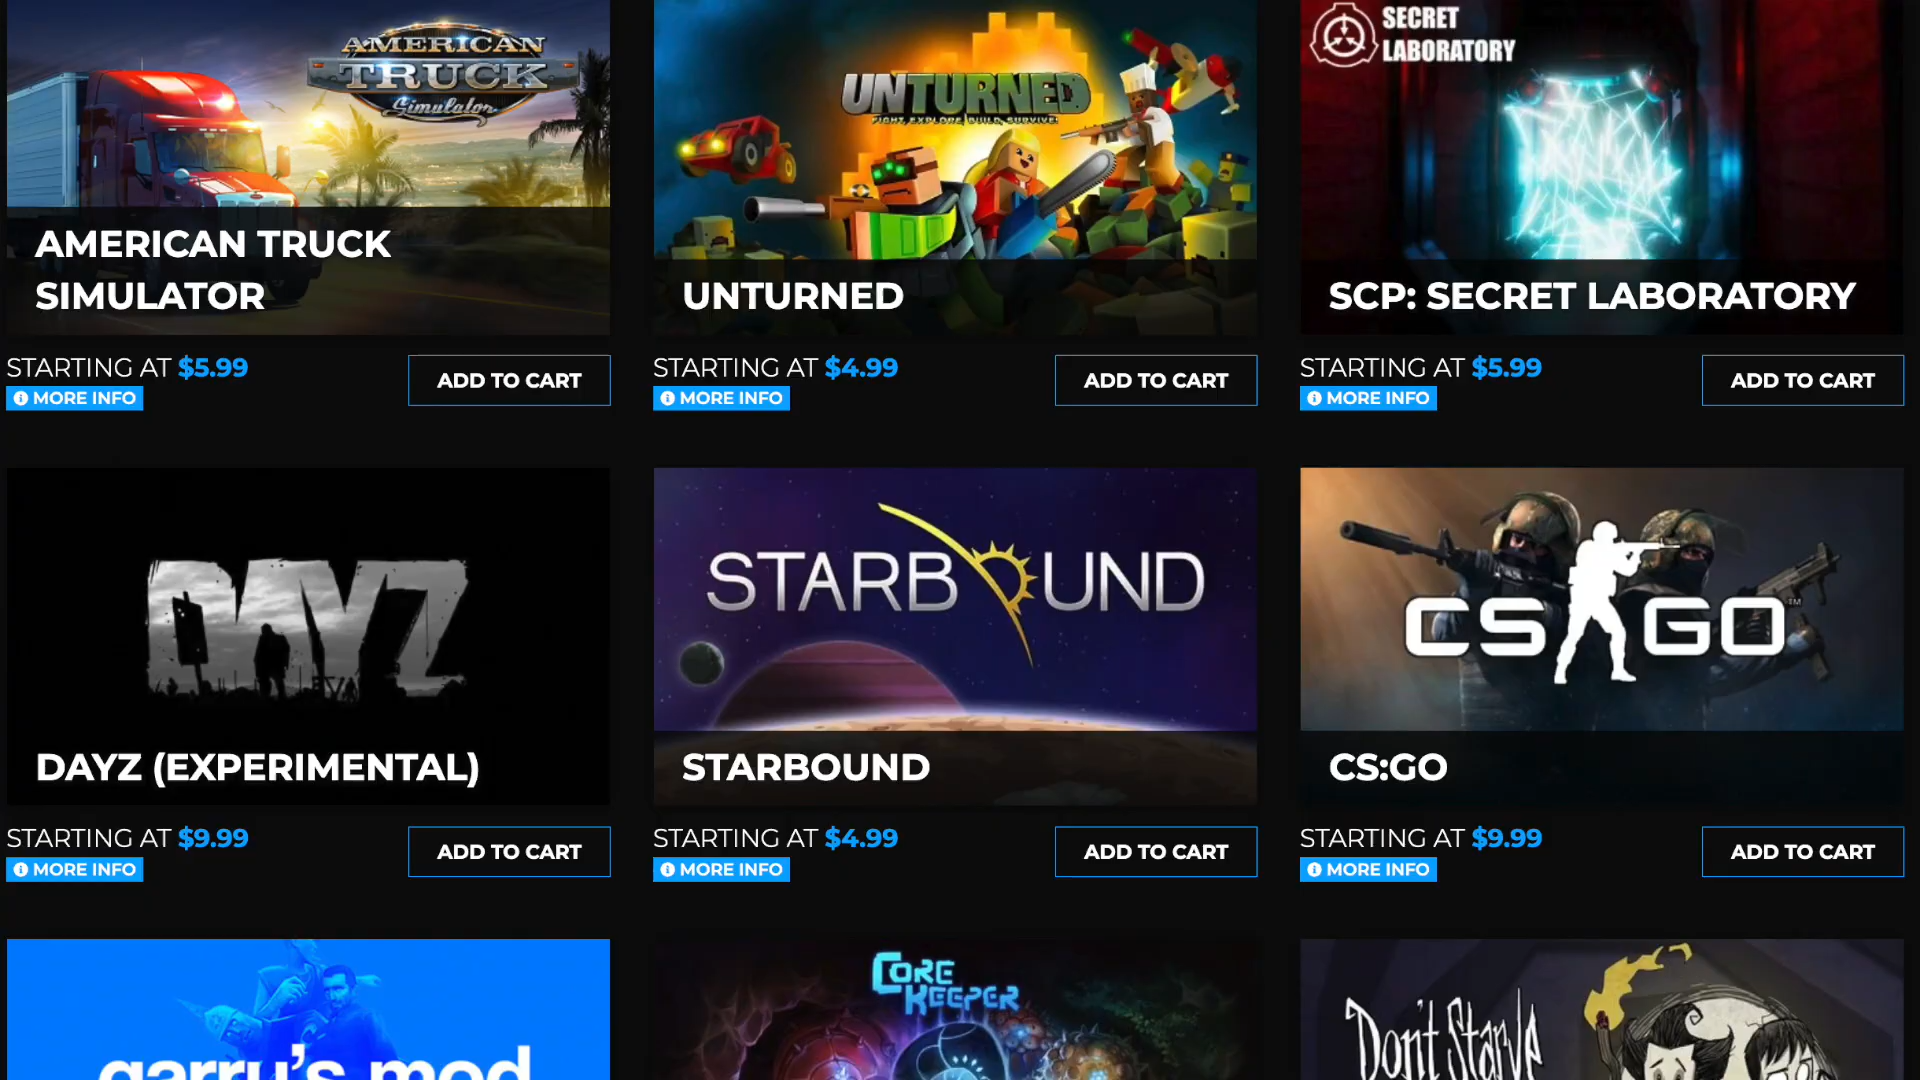 AMERICAN
TRUCK
Simulator
AMERICAN TRUCK
SIMULATOR
STARTING AT $5.99
MORE INFO
ADD TO CART
UNTURNED
FIGHT, EXPLORE, BUILD, SURVIVE!
UNTURNED
STARTING AT $4.99
MORE INFO
ADD TO CART
SECRET
LABORATORY
SCP: SECRET LABORATORY
STARTING AT $5.99
MORE INFO
ADD TO CART
DAYZ
DAYZ (EXPERIMENTAL)
STARTING AT $9.99
MORE INFO
ADD TO CART
STARBOUND
STARBOUND
STARTING AT $4.99
MORE INFO
ADD TO CART
CS GO™
CS:GO
STARTING AT $9.99
MORE INFO
ADD TO CART
garry's mod
CORE
KEEPER
Don't Starve